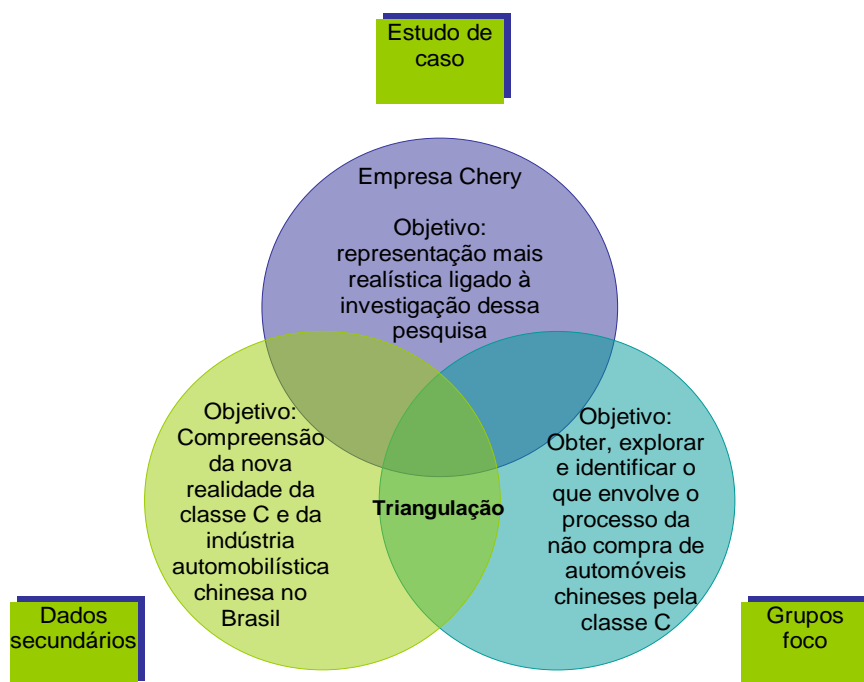 Estudo de
caso
Empresa Chery
Objetivo:
representação mais
realística ligado à
investigação dessa
pesquisa
Objetivo:
Compreensão
da nova
realidade da
classe C e da
indústria
automobilística
chinesa no
Brasil
Triangulação
Objetivo:
Obter, explorar
e identificar o
que envolve o
processo da
não compra de
automóveis
chineses pela
classe C
Dados
secundários
Grupos
foco